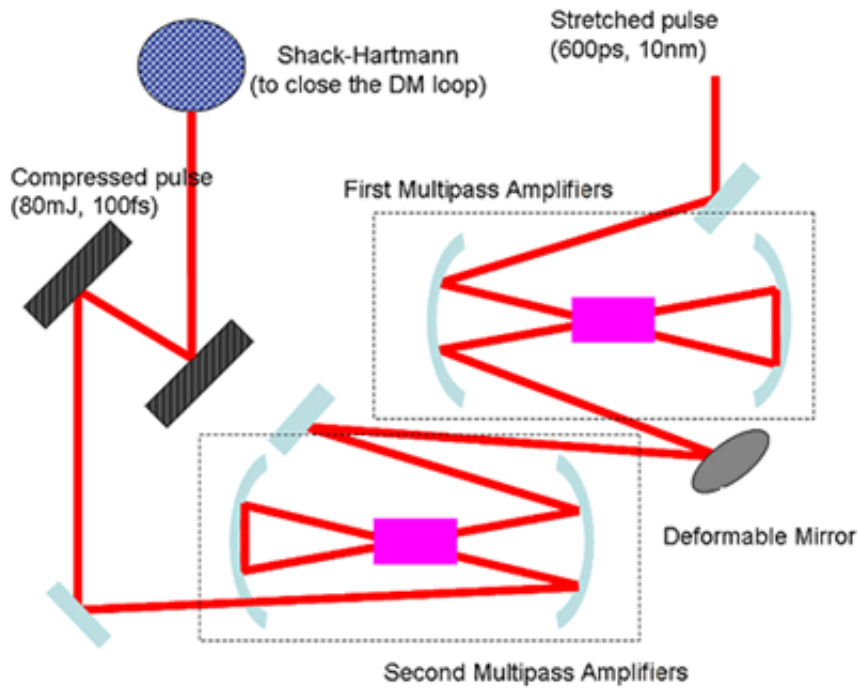 Stretched pulse
(600ps, 10nm)
Shack-Hartmann
(to close the DM loop)
Compressed pulse
(80mJ, 100fs)
First Multipass Amplifiers
Deformable Mirror
Second Multipass Amplifiers